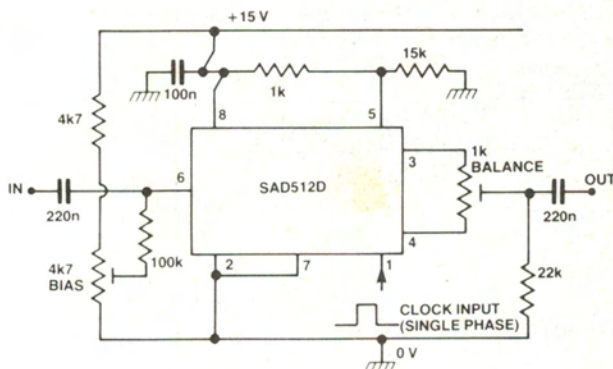 +15 V
100n
1k
15k
4k7
8
5
IN
220n
6
SAD512D
3
1k
BALANCE
OUT
220n
4
100k
4k7
BIAS
2
7
1
22k
CLOCK INPUT
(SINGLE PHASE)
0 V